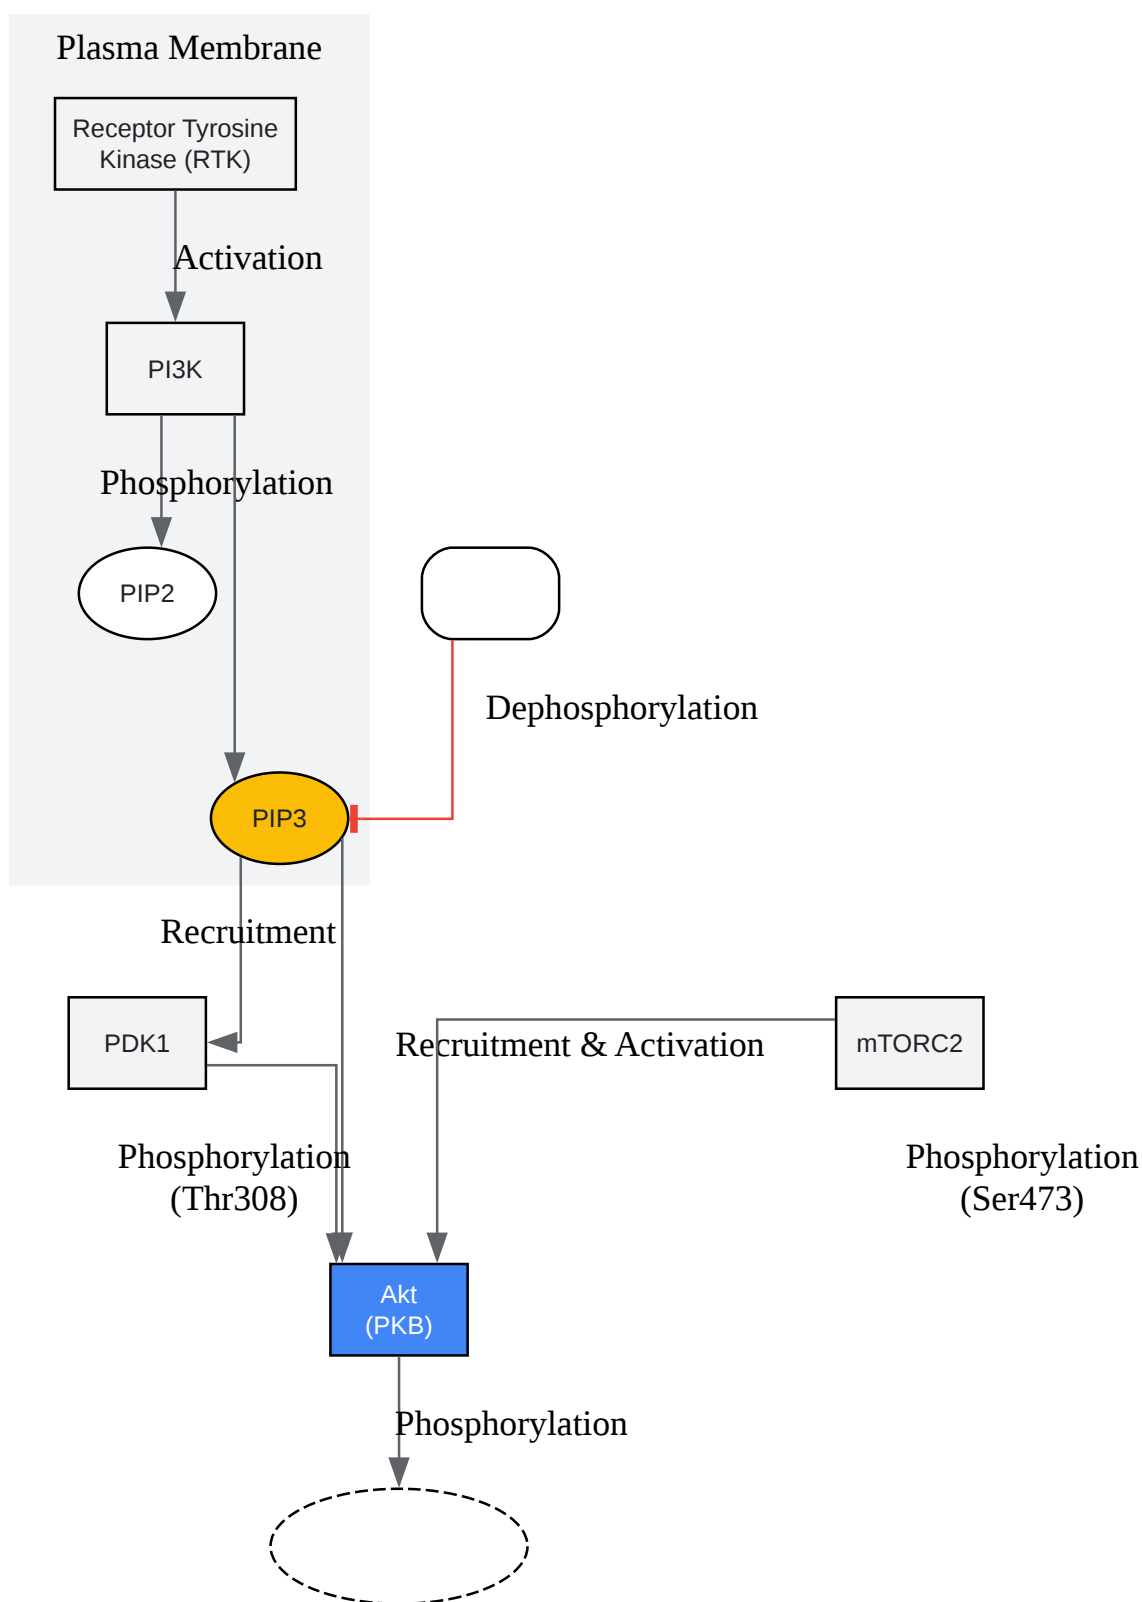 Plasma Membrane
Receptor Tyrosine
Kinase (RTK)
Activation
PI3K
Phosphorylation
PIP2
Dephosphorylation
PIP3
Recruitment
PDK1
Recruitment & Activation
mTORC2
Phosphorylation
(Thr308)
Phosphorylation
(Ser473)
Akt
(PKB)
Phosphorylation